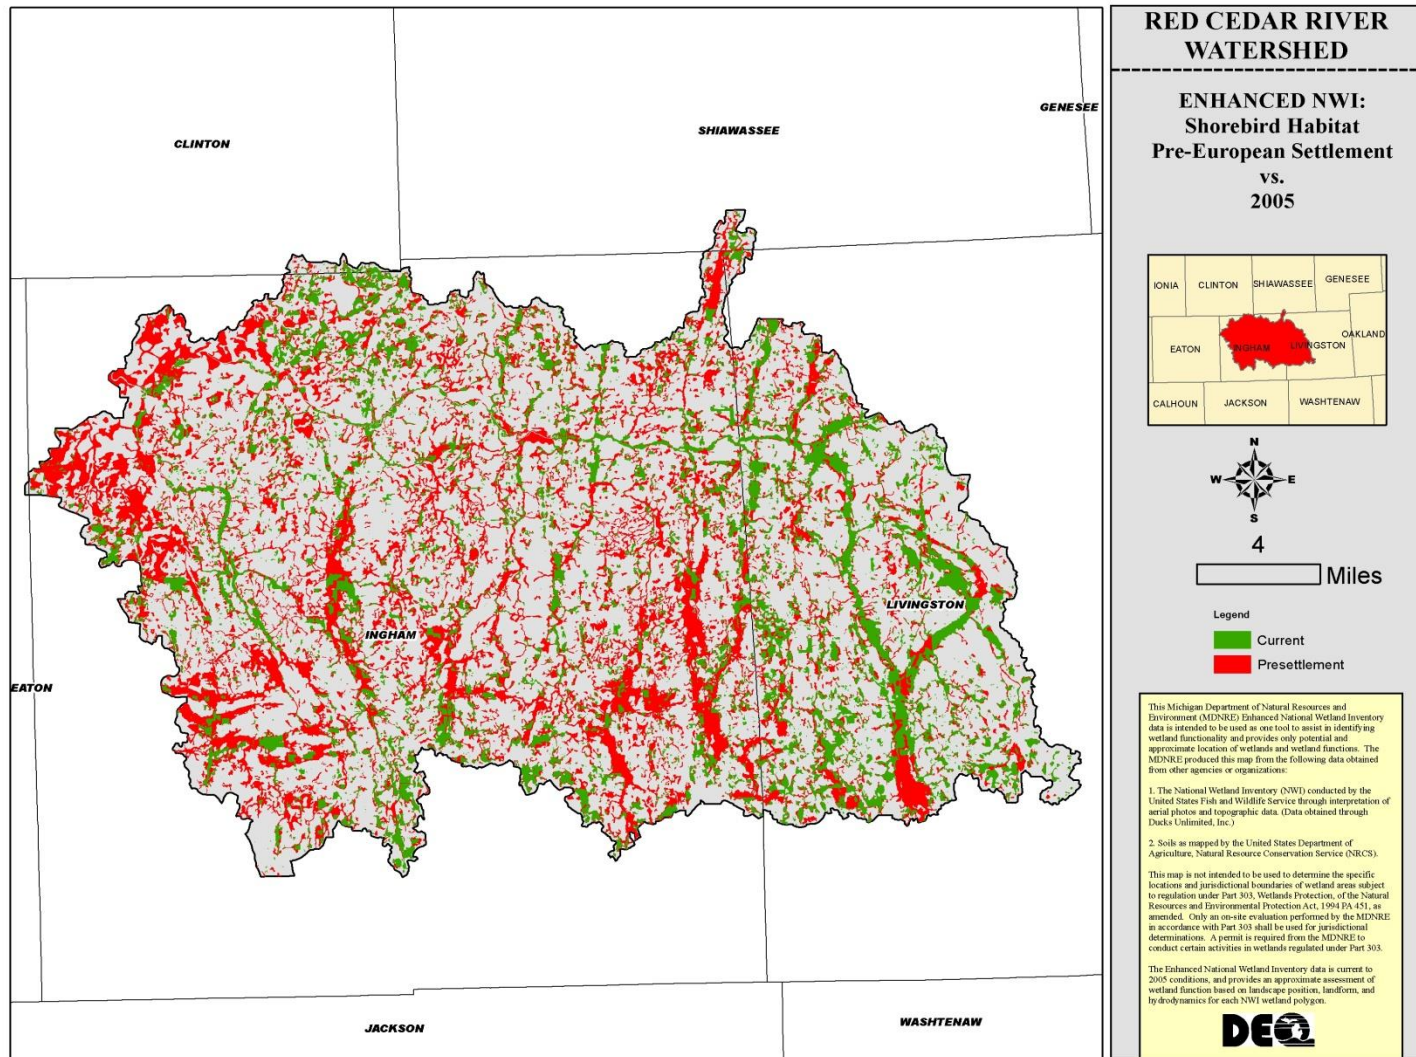 CLINTON
SHIAWASSEE
GENESEE
INGHAM
LIVINGSTON
EATON
JACKSON
WASHTENAW
RED CEDAR RIVER
WATERSHED
ENHANCED NWI:
Shorebird Habitat
Pre-European Settlement
vs.
2005
IONIA
CLINTON
SHIAWASSEE
GENESEE
EATON
INGHAM
LIVINGSTON
OAKLAND
CALHOUN
JACKSON
WASHTENAW
N
W
E
S
4
Miles
Legend
Current
Presettlement
This Michigan Department of Natural Resources and
Environment (MDNRE) Enhanced National Wetland Inventory
data is intended to be used as one tool to assist in identifying
wetland functionality and provides only potential and
approximate location of wetlands and wetland functions. The
MDNRE produced this map from the following data obtained
from other agencies or organizations:
1. The National Wetland Inventory (NWI) conducted by the
United States Fish and Wildlife Service through interpretation of
aerial photos and topographic data. (Data obtained through
Ducks Unlimited, Inc.)
2. Soils as mapped by the United States Department of
Agriculture, Natural Resource Conservation Service (NRCS).
This map is not intended to be used to determine the specific
locations and jurisdictional boundaries of wetland areas subject
to regulation under Part 303, Wetlands Protection, of the Natural
Resources and Environmental Protection Act, 1994 PA 451, as
amended. Only an on-site evaluation performed by the MDNRE
in accordance with Part 303 shall be used for jurisdictional
determinations. A permit is required from the MDNRE to
conduct certain activities in wetlands regulated under Part 303.
The Enhanced National Wetland Inventory data is current to
2005 conditions, and provides an approximate assessment of
wetland function based on landscape position, landform, and
hydrodynamics for each NWI wetland polygon.
DEQ